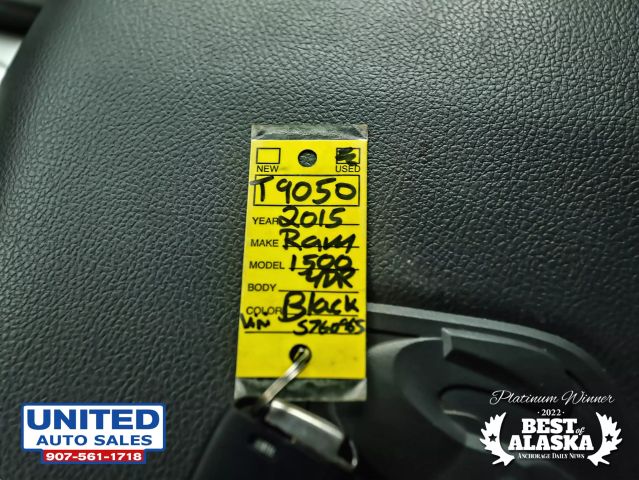 NEW USED
T9050
YEAR 2015
MAKE Ram
MODEL 1500
BODY 4DR
COLOR Black
VIN S760965
UNITED
AUTO SALES
907-561-1718
Platinum Winner
2022
BEST of
ALASKA
ANCHORAGE DAILY NEWS